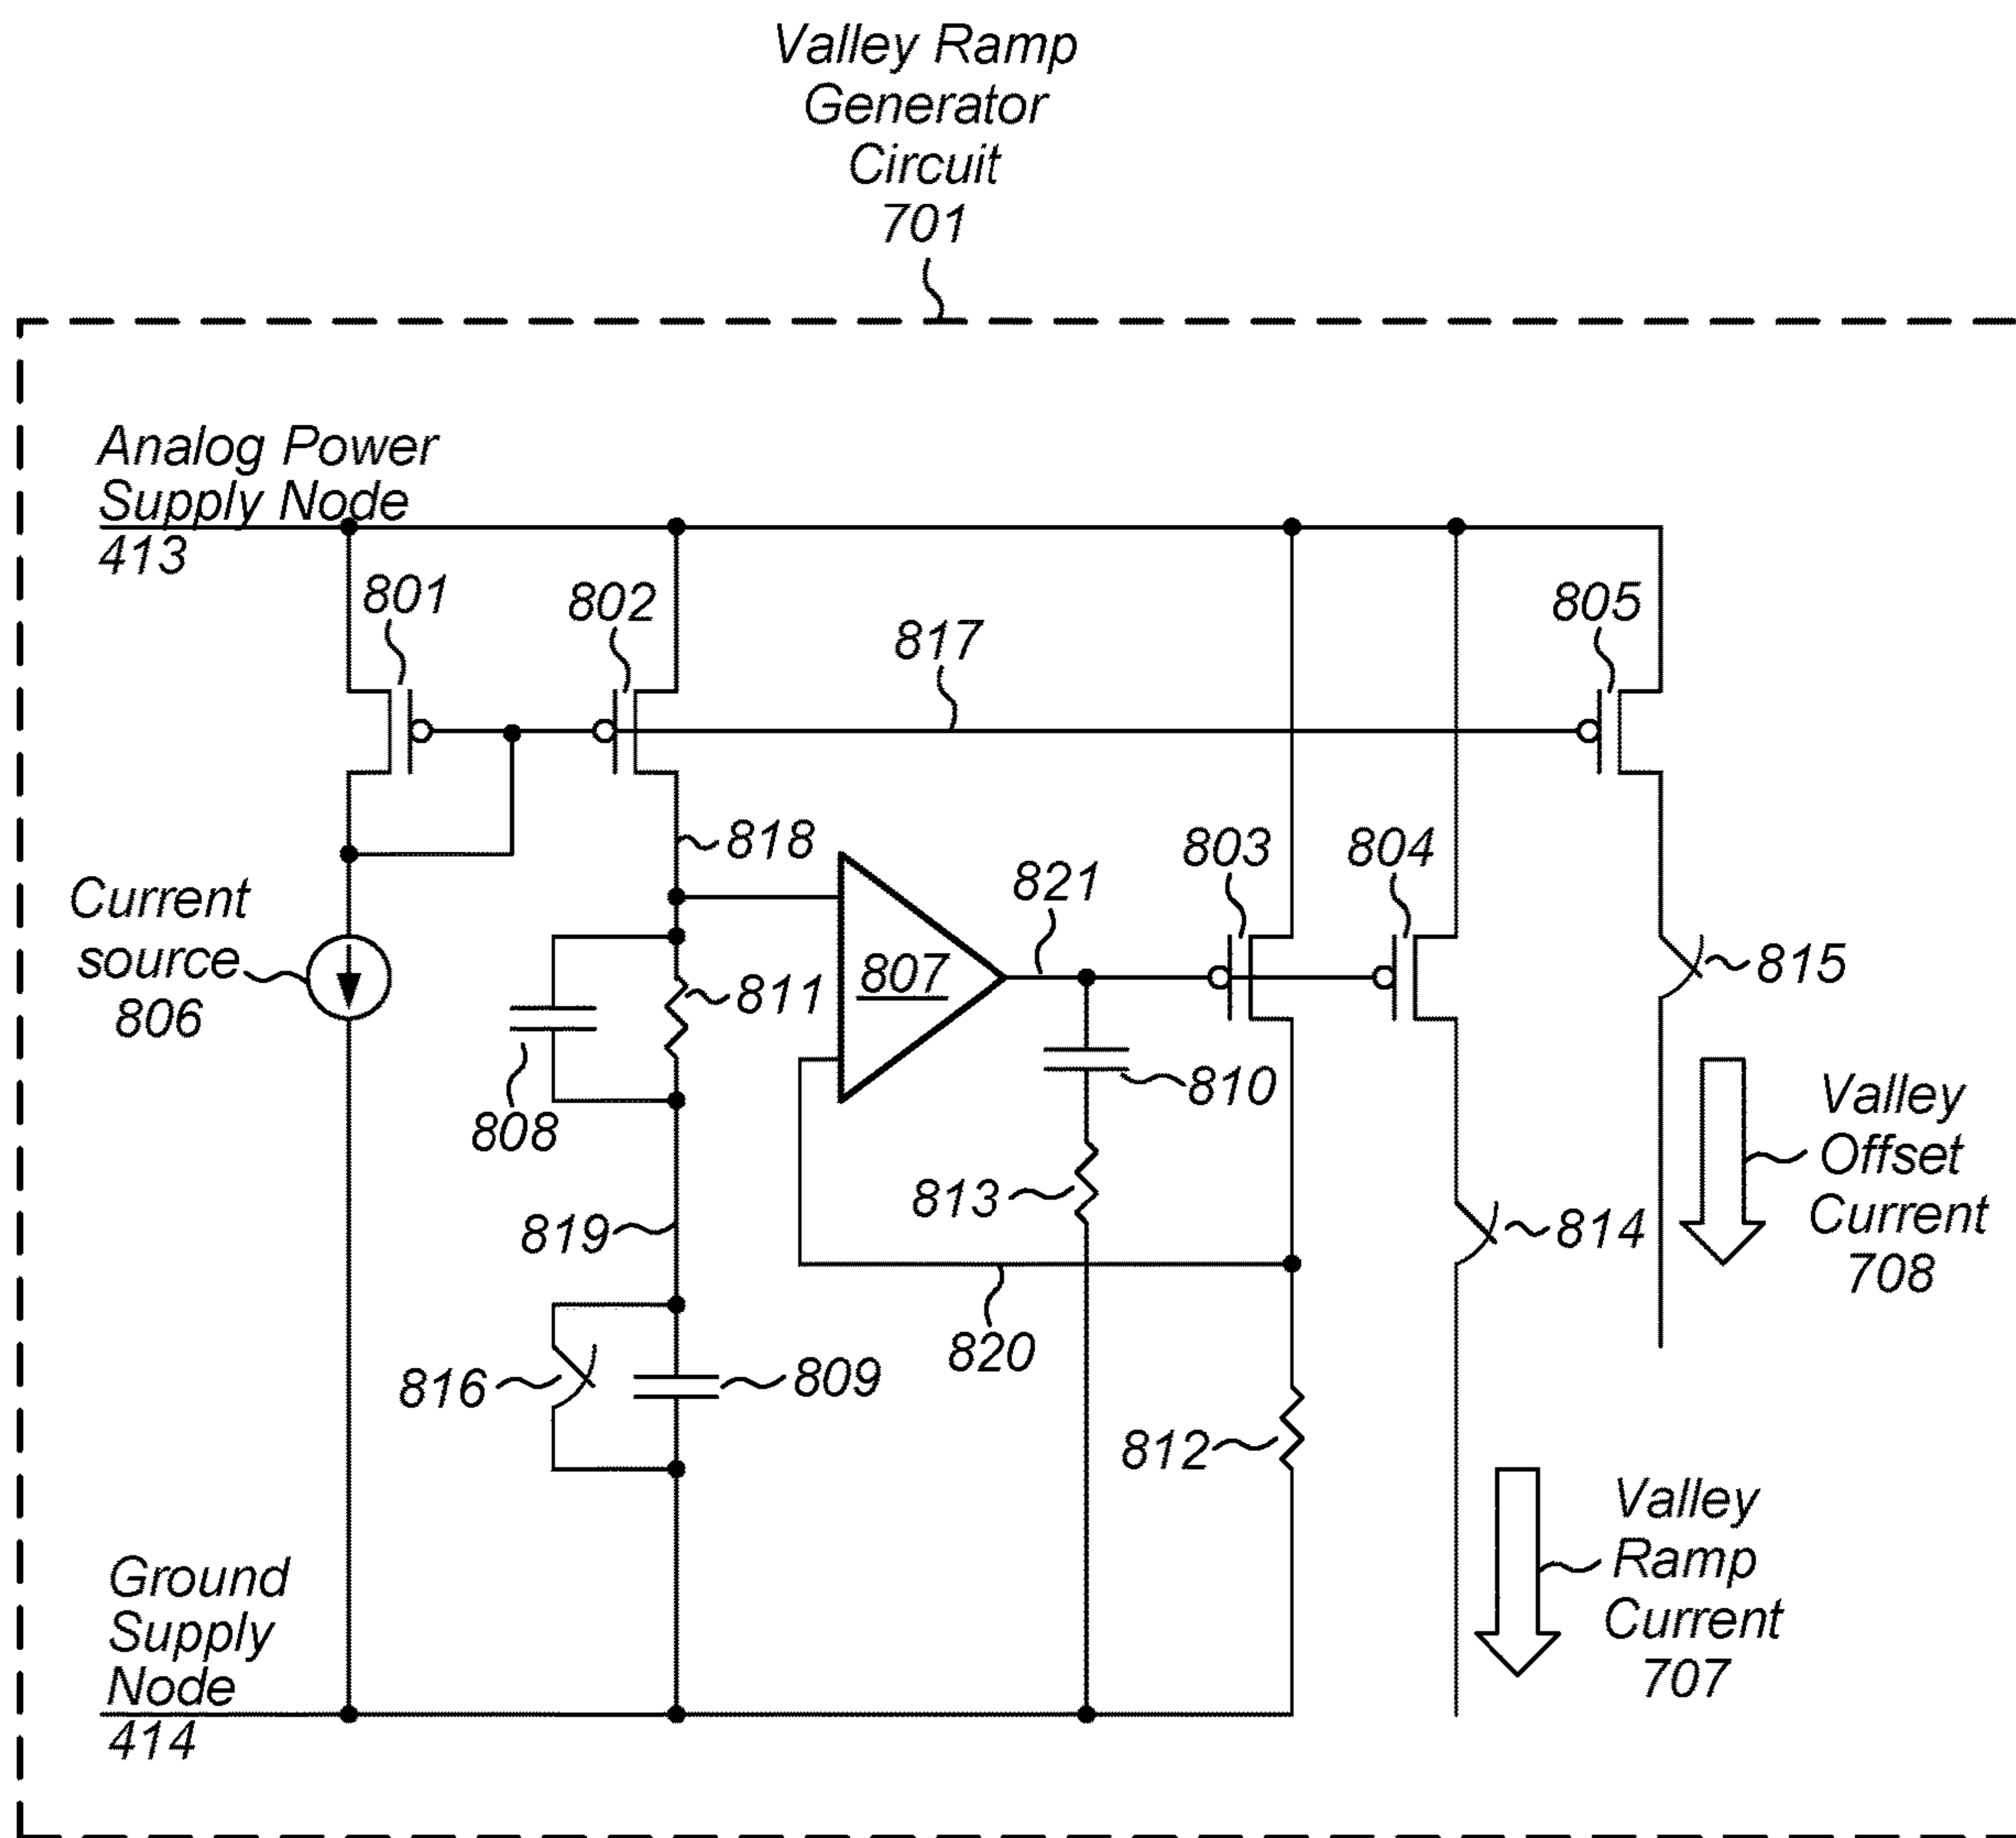 Valley Ramp
Generator
Circuit
701
Analog Power
Supply Node
413
801
802
817
805
818
821
803
804
Current
source
806
807
811
815
808
810
Valley
Offset
Current
708
813
819
814
820
816
809
812
Valley
Ramp
Current
707
Ground
Supply
Node
414